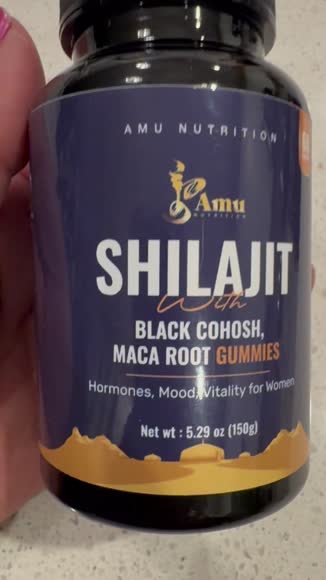 AMU NUTRITION
Amu
NUTRITION
SHILAJIT
With
BLACK COHOSH,
MACA ROOT GUMMIES
Hormones, Mood, Vitality for Women
Net wt : 5.29 oz (150g)